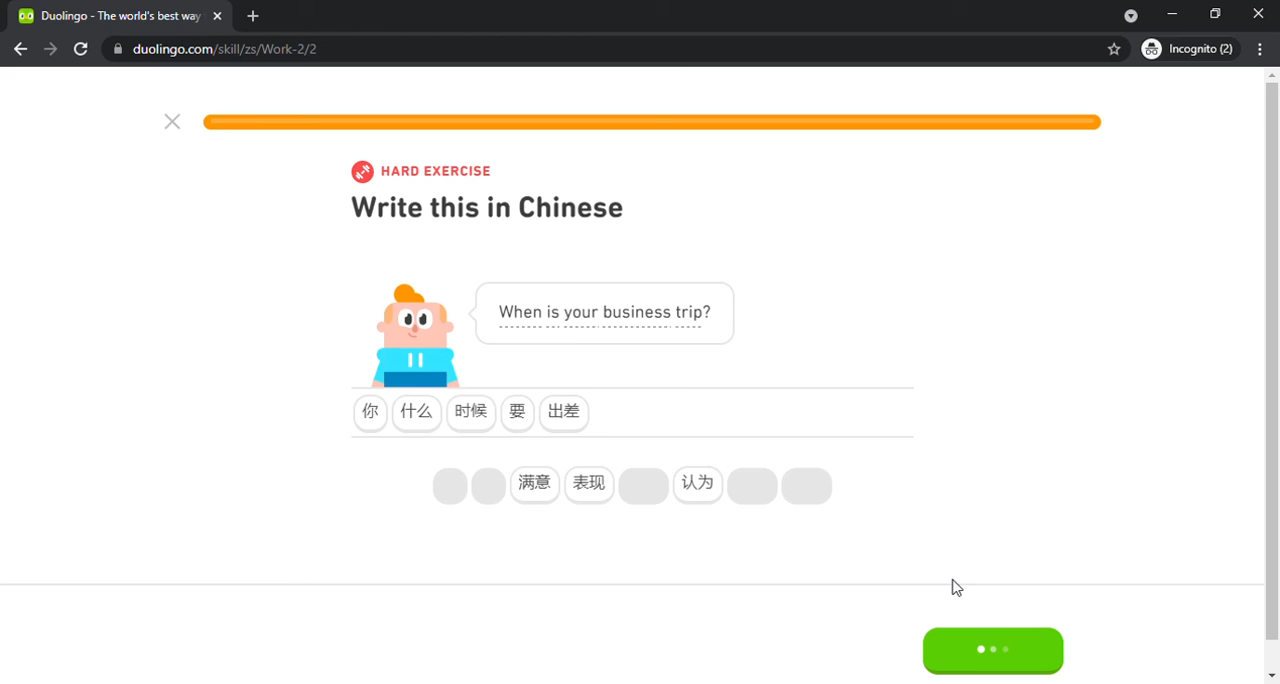 Duolingo - The world's best way
duolingo.com/skill/zs/Work-2/2
Incognito (2)
HARD EXERCISE
Write this in Chinese
When is your business trip?
你 什么 时候 要 出差
满意 表现 认为